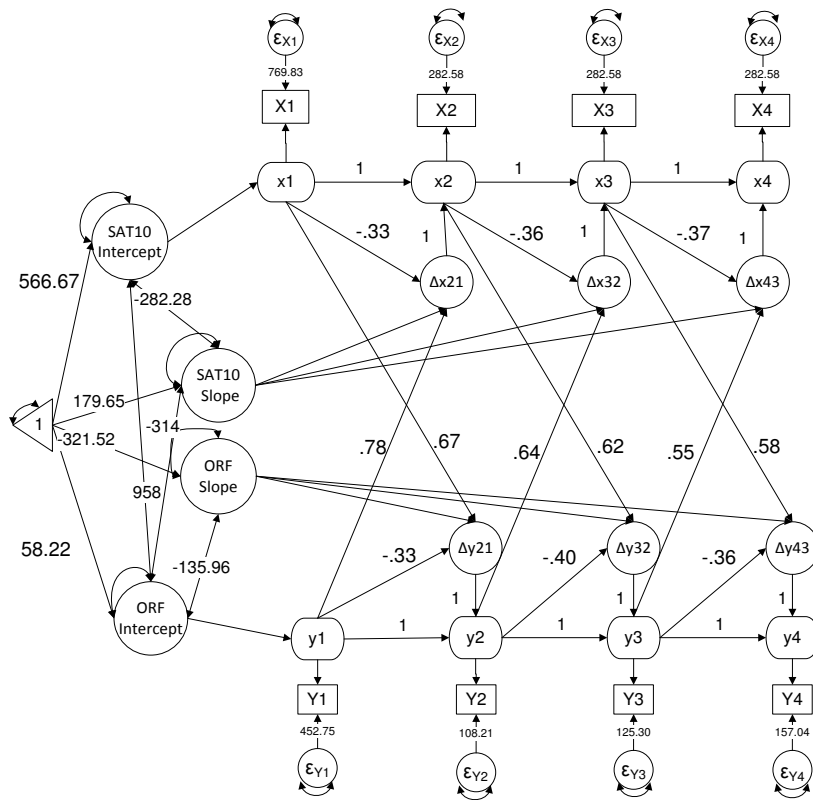 εX1 εX2 εX3 εX4
769.83 282.58 282.58 282.58
X1 X2 X3 X4
x1 1 x2 1 x3 1 x4
SAT10
Intercept
-.33 1 -.36 1 -.37 1
566.67
Δx21 Δx32 Δx43
-282.28
SAT10
Slope
179.65
1
-321.52
-314
.78 .67 .64 .62 .55 .58
ORF
Slope
958
58.22
-135.96
Δy21 Δy32 Δy43
-.33 -.40 -.36
ORF
Intercept
1 1 1
y1 1 y2 1 y3 1 y4
Y1 Y2 Y3 Y4
452.75 108.21 125.30 157.04
εY1 εY2 εY3 εY4